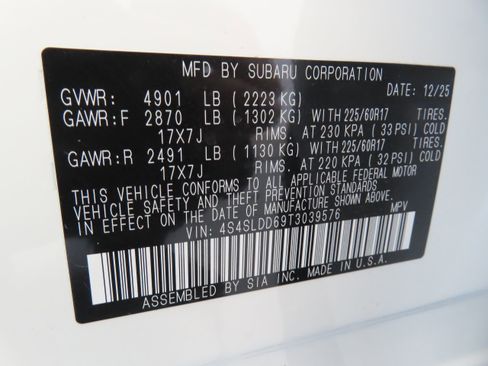 MFD BY SUBARU CORPORATION
DATE: 12/25
GVWR: 4901 LB (2223 KG)
GAWR:F 2870 LB (1302 KG) WITH 225/60R17 TIRES.
17X7J RIMS. AT 230 KPA (33 PSI) COLD
GAWR:R 2491 LB (1130 KG) WITH 225/60R17 TIRES.
17X7J RIMS. AT 220 KPA (32 PSI) COLD
THIS VEHICLE CONFORMS TO ALL APPLICABLE FEDERAL MOTOR
VEHICLE SAFETY AND THEFT PREVENTION STANDARDS
IN EFFECT ON THE DATE OF MANUFACTURE SHOWN ABOVE.
VIN: 4S4SLDD69T3039576 MPV
ASSEMBLED BY SIA INC. MADE IN U.S.A.